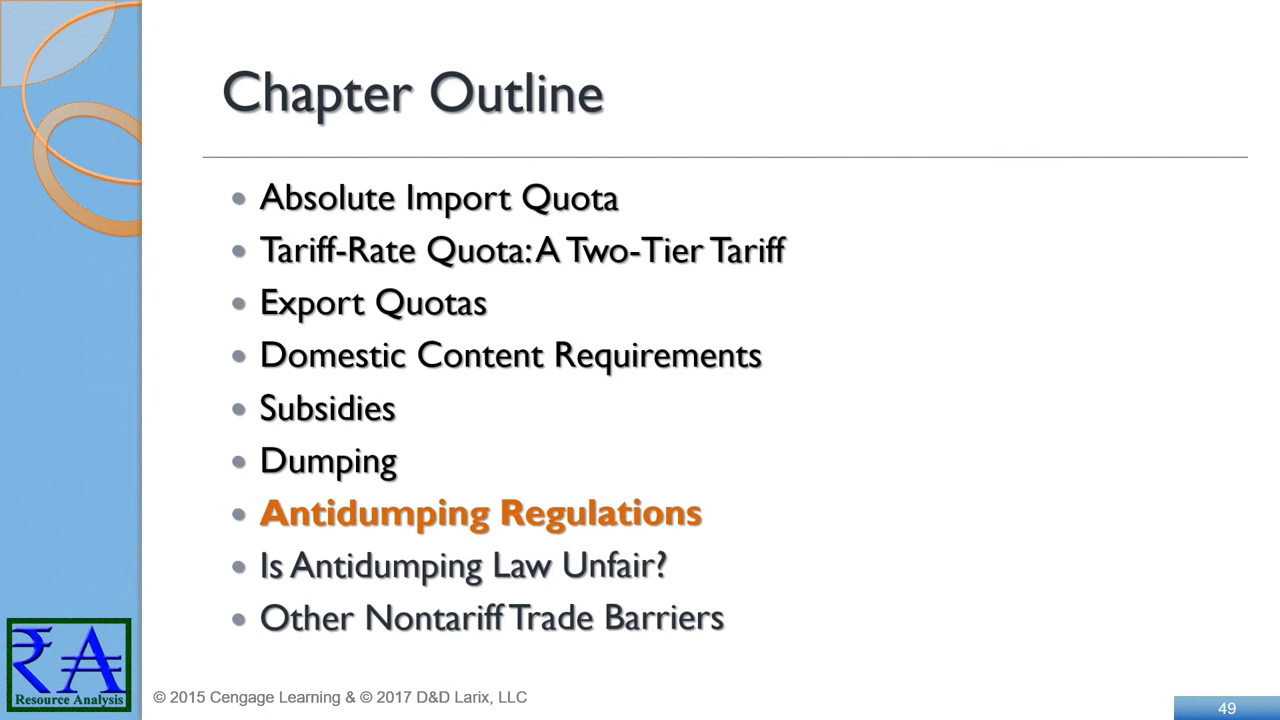 Chapter Outline
• Absolute Import Quota
• Tariff-Rate Quota: A Two-Tier Tariff
• Export Quotas
• Domestic Content Requirements
• Subsidies
• Dumping
• Antidumping Regulations
• Is Antidumping Law Unfair?
• Other Nontariff Trade Barriers
₹A
Resource Analysis
© 2015 Cengage Learning & © 2017 D&D Larix, LLC
49